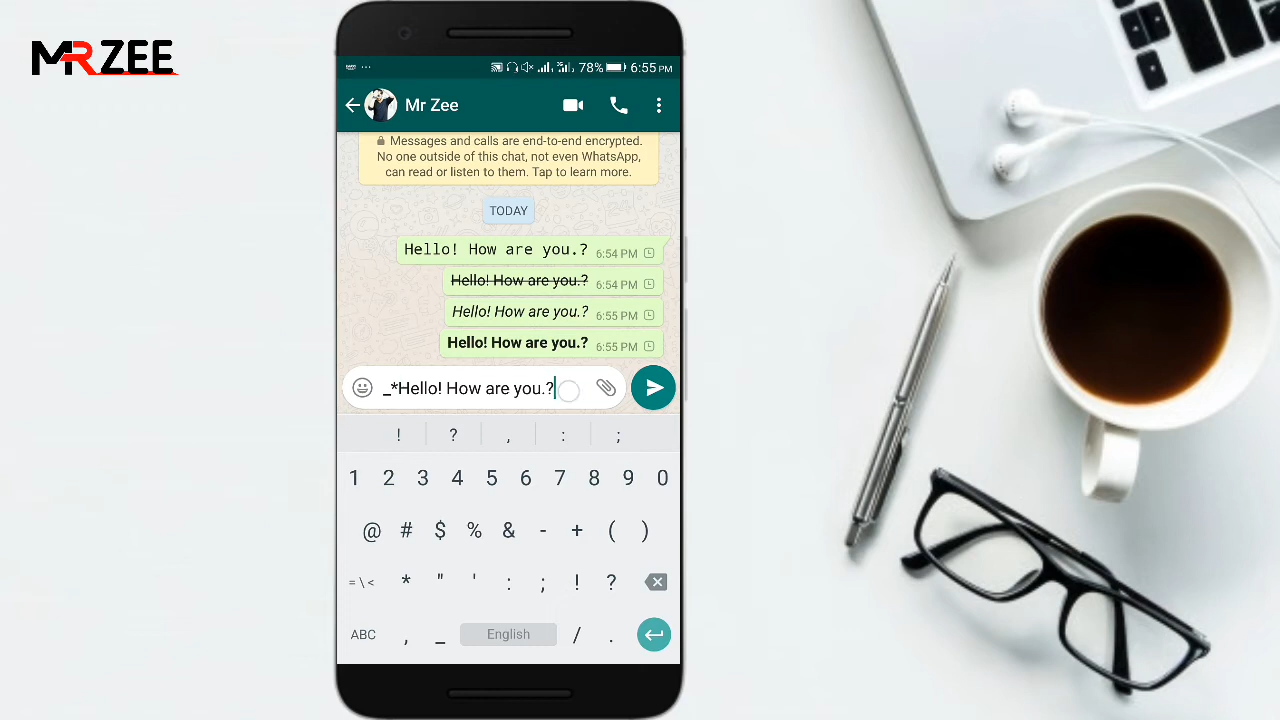 MR ZEE
78% 6:55 PM
Mr Zee
Messages and calls are end-to-end encrypted.
No one outside of this chat, not even WhatsApp,
can read or listen to them. Tap to learn more.
TODAY
Hello! How are you.? 6:54 PM
Hello! How are you.? 6:54 PM
Hello! How are you.? 6:55 PM
Hello! How are you.? 6:55 PM
_*Hello! How are you.?
! ? , : ;
1 2 3 4 5 6 7 8 9 0
@ # $ % & - + ( )
=\< * " ' : ; ! ?
ABC , _ English / .